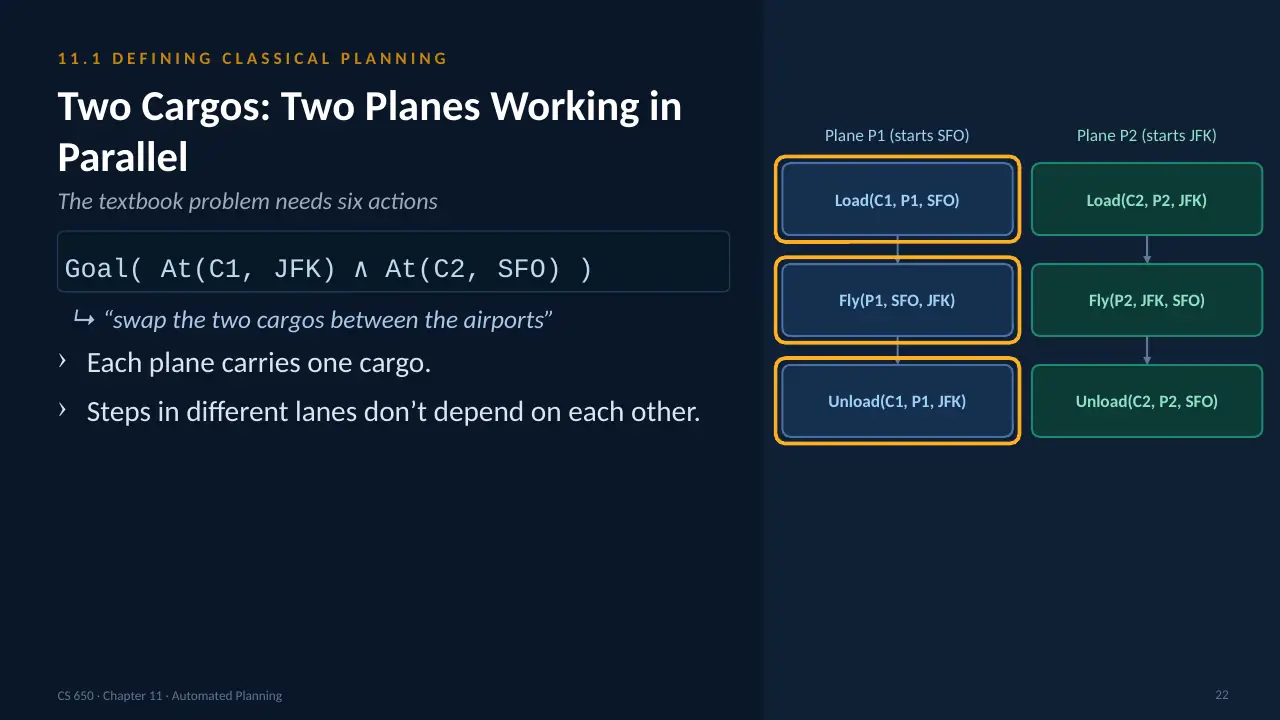 11.1 DEFINING CLASSICAL PLANNING
Two Cargos: Two Planes Working in
Parallel
The textbook problem needs six actions
Goal( At(C1, JFK) ∧ At(C2, SFO) )
↪ “swap the two cargos between the airports”
› Each plane carries one cargo.
› Steps in different lanes don’t depend on each other.
Plane P1 (starts SFO)
Load(C1, P1, SFO)
Fly(P1, SFO, JFK)
Unload(C1, P1, JFK)
Plane P2 (starts JFK)
Load(C2, P2, JFK)
Fly(P2, JFK, SFO)
Unload(C2, P2, SFO)
CS 650 · Chapter 11 · Automated Planning
22